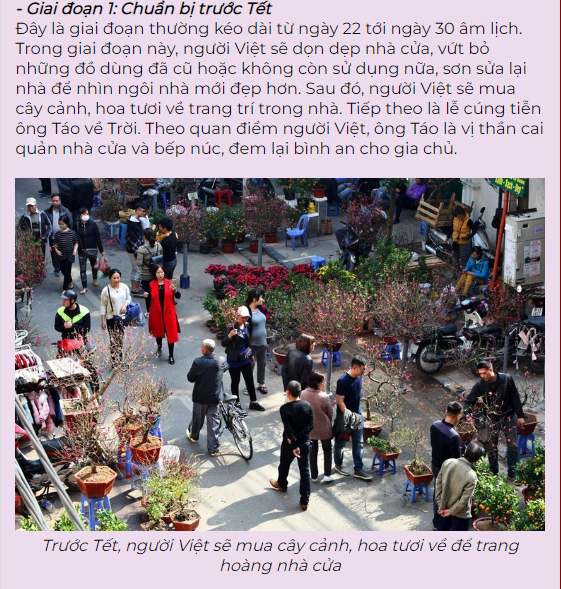 - Giai đoạn 1: Chuẩn bị trước Tết
Đây là giai đoạn thường kéo dài từ ngày 22 tới ngày 30 âm lịch.
Trong giai đoạn này, người Việt sẽ dọn dẹp nhà cửa, vứt bỏ
những đồ dùng đã cũ hoặc không còn sử dụng nữa, sơn sửa lại
nhà để nhìn ngôi nhà mới đẹp hơn. Sau đó, người Việt sẽ mua
cây cảnh, hoa tươi về trang trí trong nhà. Tiếp theo là lễ cúng tiễn
ông Táo về Trời. Theo quan điểm người Việt, ông Táo là vị thần cai
quản nhà cửa và bếp núc, đem lại bình an cho gia chủ.
Trước Tết, người Việt sẽ mua cây cảnh, hoa tươi về để trang
hoàng nhà cửa